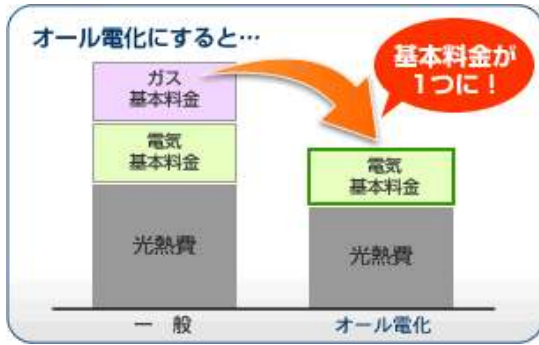 オール電化にすると…
基本料金が
1つに！
ガス
基本料金
電気
基本料金
光熱費
電気
基本料金
光熱費
一 般
オール電化